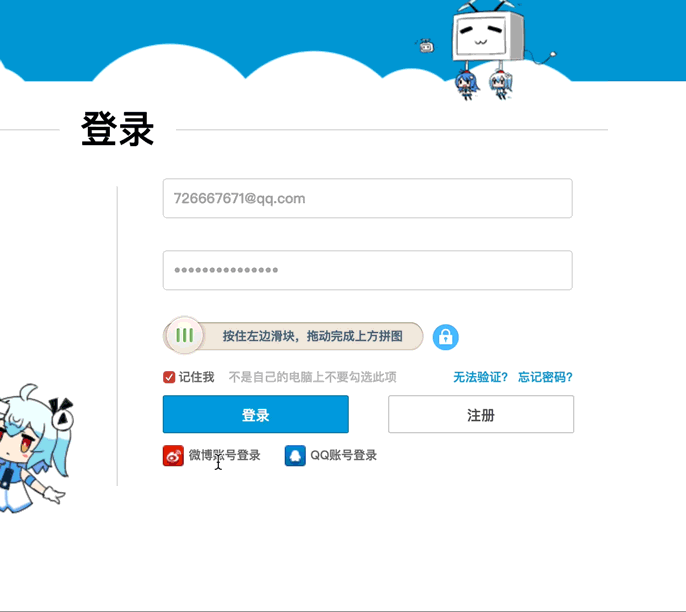 登录
726667671@qq.com
●●●●●●●●●●●●●●●
按住左边滑块，拖动完成上方拼图
记住我 不是自己的电脑上不要勾选此项 无法验证? 忘记密码?
登录 注册
微博账号登录 QQ账号登录